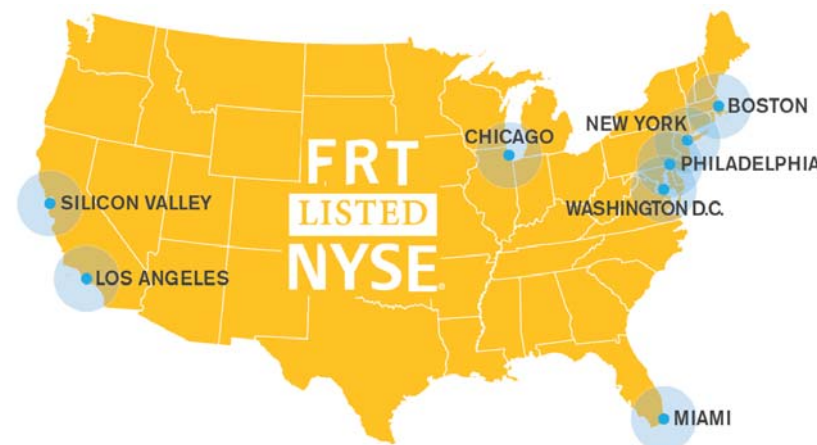 BOSTON
NEW YORK
CHICAGO
PHILADELPHIA
FRT
LISTED
NYSE®
SILICON VALLEY
WASHINGTON D.C.
LOS ANGELES
MIAMI